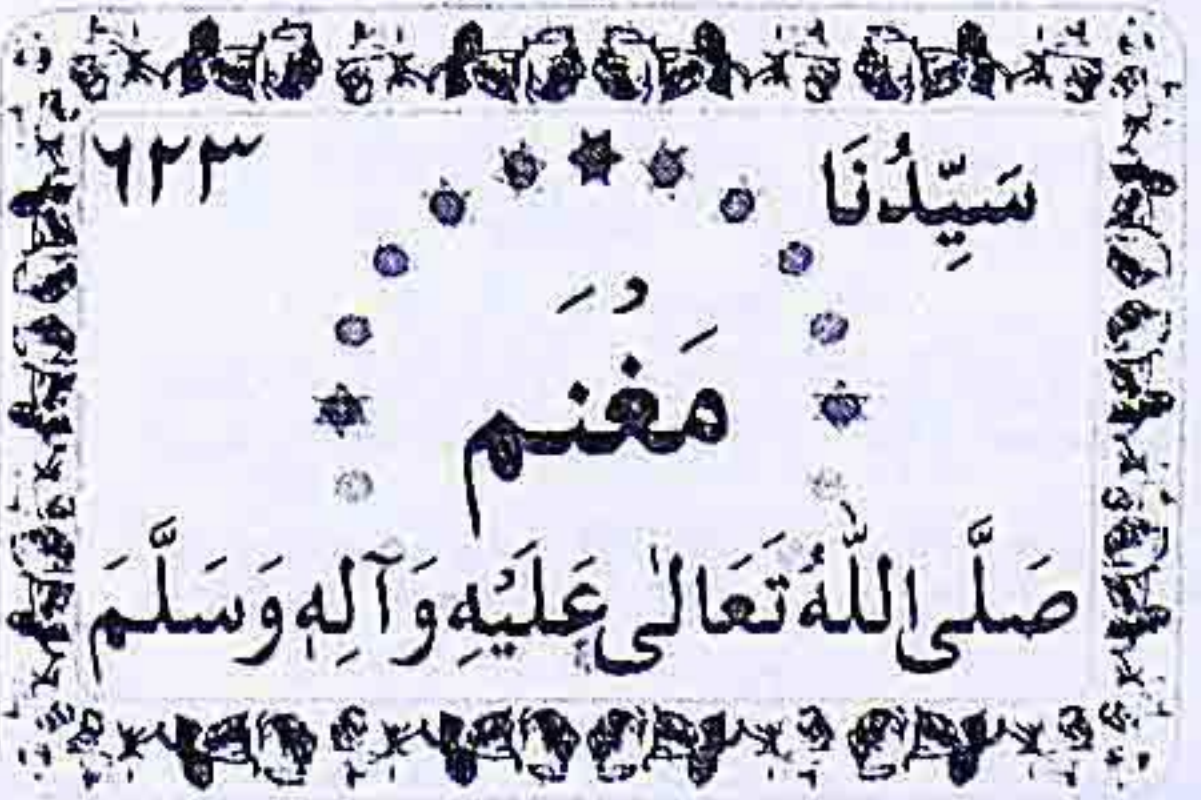 سَيِّدُنَا ٦٢٣
مَغْنَم
صَلَّى اللّٰهُ تَعَالٰى عَلَيْهِ وَآلِهٖ وَسَلَّمَ